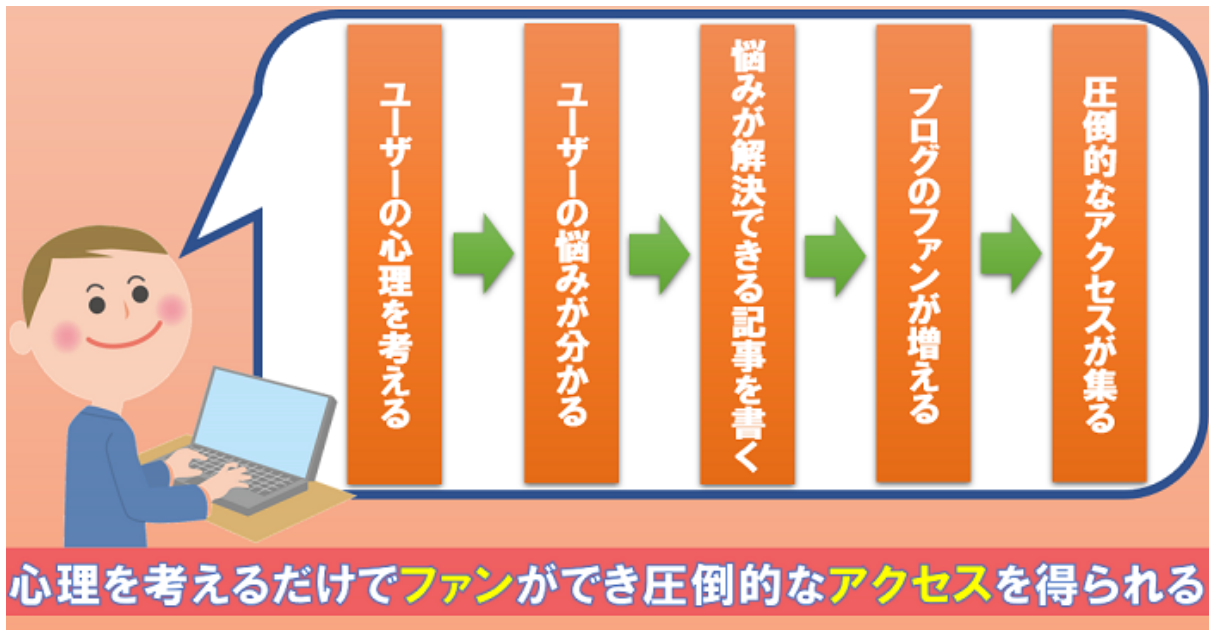 ユーザーの心理を考える
ユーザーの悩みが分かる
悩みが解決できる記事を書く
ブログのファンが増える
圧倒的なアクセスが集る
心理を考えるだけでファンができ圧倒的なアクセスを得られる